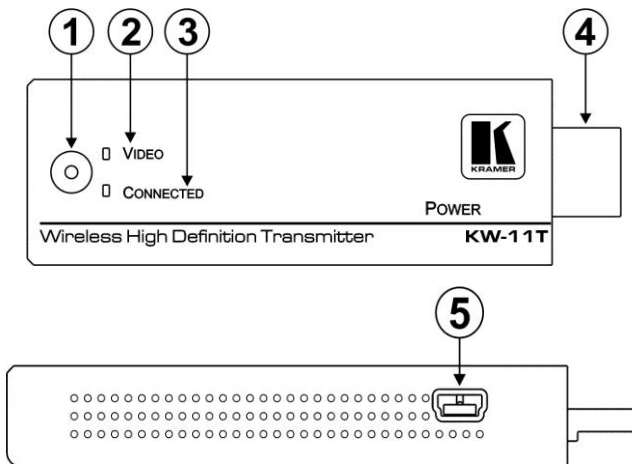 1 2 3 4
VIDEO
CONNECTED
KRAMER
POWER
Wireless High Definition Transmitter KW-11T
5